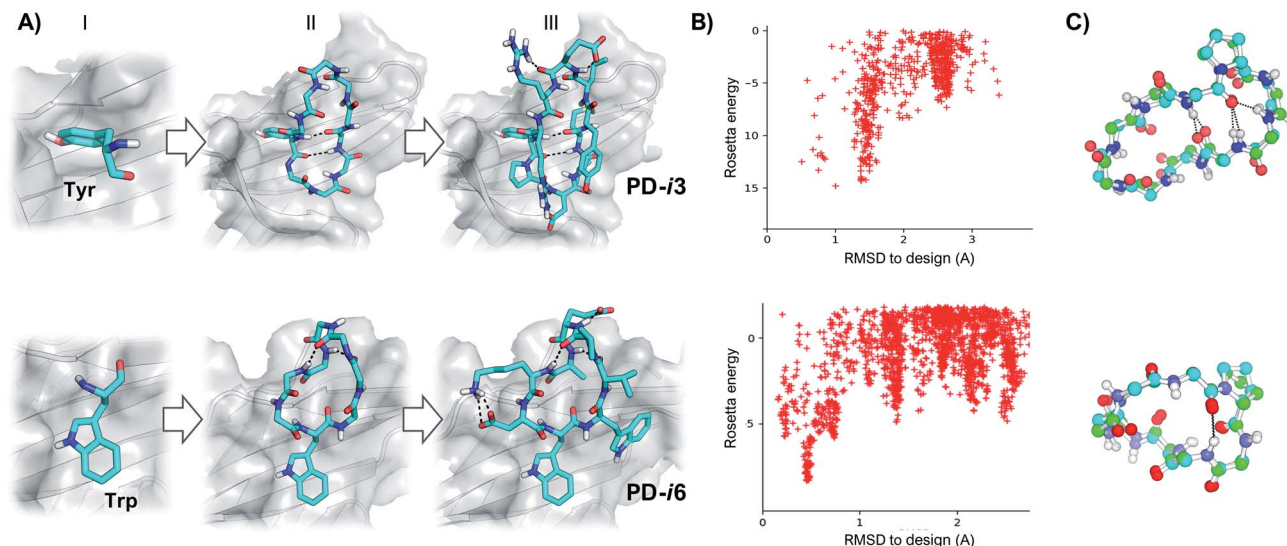 A) I II III B) C)
Tyr
PD-i3
0
−5
10
15
Rosetta energy
0 1 2 3
RMSD to design (A)
Trp
PD-i6
0
-5
Rosetta energy
0 1 2
RMSD to design (A)